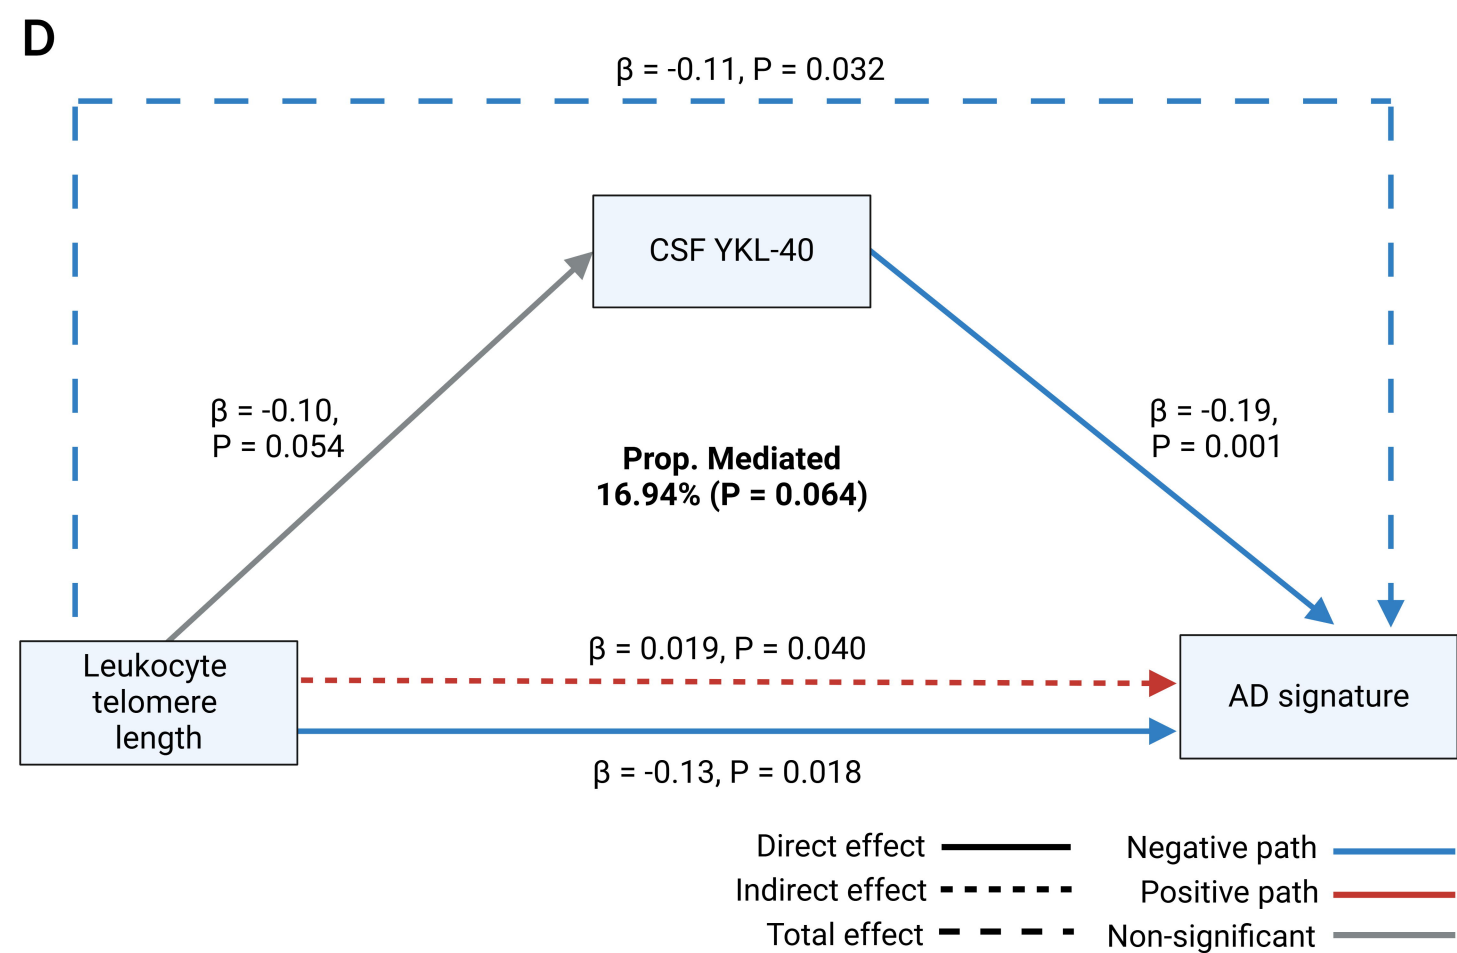 D
β = -0.11, P = 0.032
CSF YKL-40
β = -0.10,
P = 0.054
β = -0.19,
P = 0.001
Prop. Mediated
16.94% (P = 0.064)
β = 0.019, P = 0.040
Leukocyte
telomere
length
AD signature
β = -0.13, P = 0.018
Direct effect
Negative path
Indirect effect
Positive path
Total effect
Non-significant